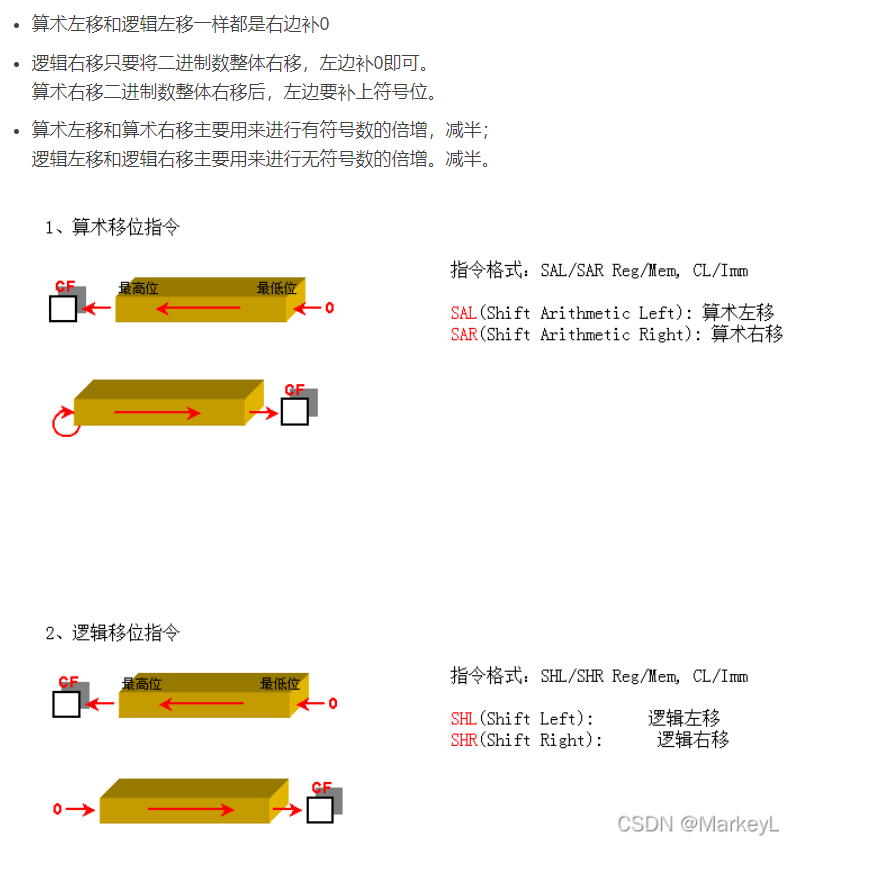 算术左移和逻辑左移一样都是右边补0
逻辑右移只要将二进制数整体右移，左边补0即可。
算术右移二进制数整体右移后，左边要补上符号位。
算术左移和算术右移主要用来进行有符号数的倍增，减半；
逻辑左移和逻辑右移主要用来进行无符号数的倍增。减半。
1、算术移位指令
CF 最高位 最低位 0
指令格式：SAL/SAR Reg/Mem, CL/Imm
SAL(Shift Arithmetic Left)：算术左移
SAR(Shift Arithmetic Right)：算术右移
CF
2、逻辑移位指令
CF 最高位 最低位 0
指令格式：SHL/SHR Reg/Mem, CL/Imm
SHL(Shift Left)： 逻辑左移
SHR(Shift Right)： 逻辑右移
0 CF
CSDN @MarkeyL